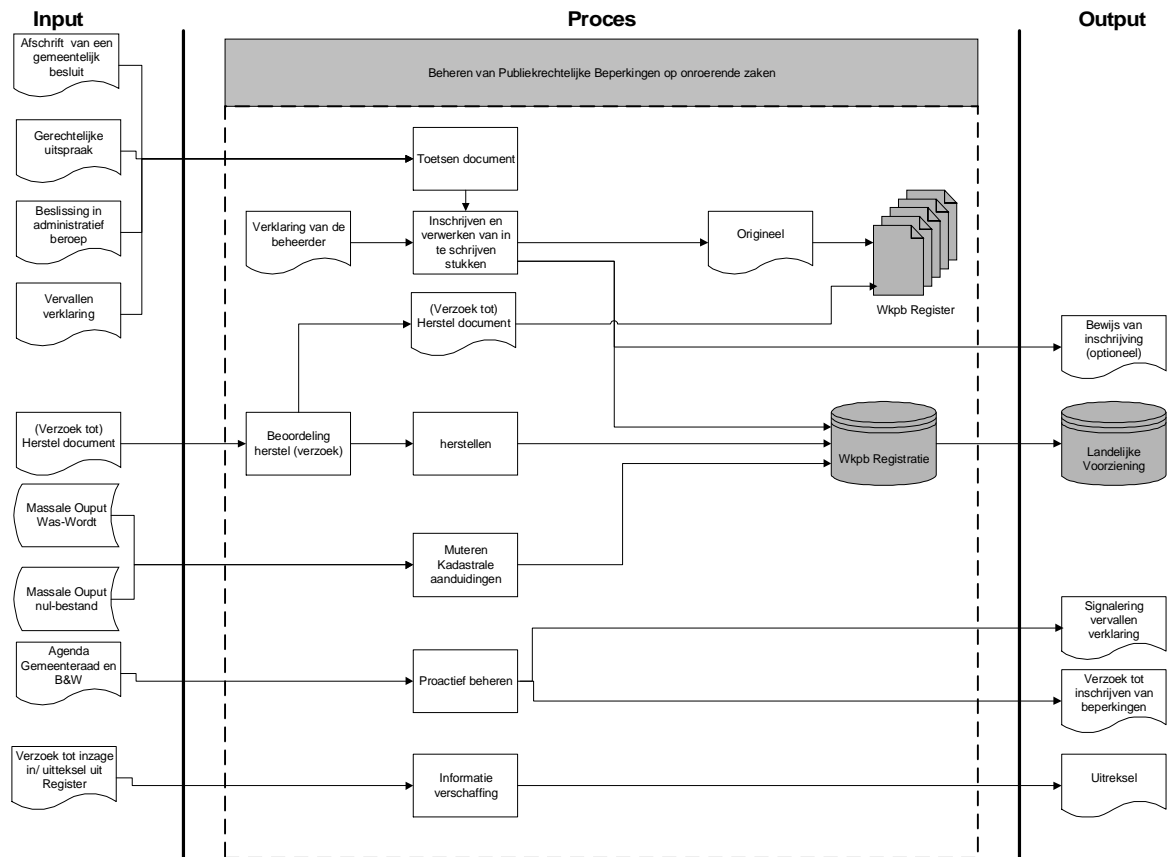 Input
Proces
Output
Afschrift van een
gemeentelijk
besluit
Beheren van Publiekrechtelijke Beperkingen op onroerende zaken
Gerechtelijke
uitspraak
Toetsen document
Beslissing in
administratief
beroep
Verklaring van de
beheerder
Inschrijven en
verwerken van in
te schrijven
stukken
Origineel
Wkpb Register
Vervallen
verklaring
(Verzoek tot)
Herstel document
Bewijs van
inschrijving
(optioneel)
(Verzoek tot)
Herstel document
Beoordeling
herstel (verzoek)
herstellen
Wkpb Registratie
Landelijke
Voorziening
Massale Ouput
Was-Wordt
Muteren
Kadastrale
aanduidingen
Massale Ouput
nul-bestand
Signalering
vervallen
verklaring
Agenda
Gemeenteraad en
B&W
Proactief beheren
Verzoek tot
inschrijven van
beperkingen
Verzoek tot inzage
in/ uitteksel uit
Register
Informatie
verschaffing
Uitreksel